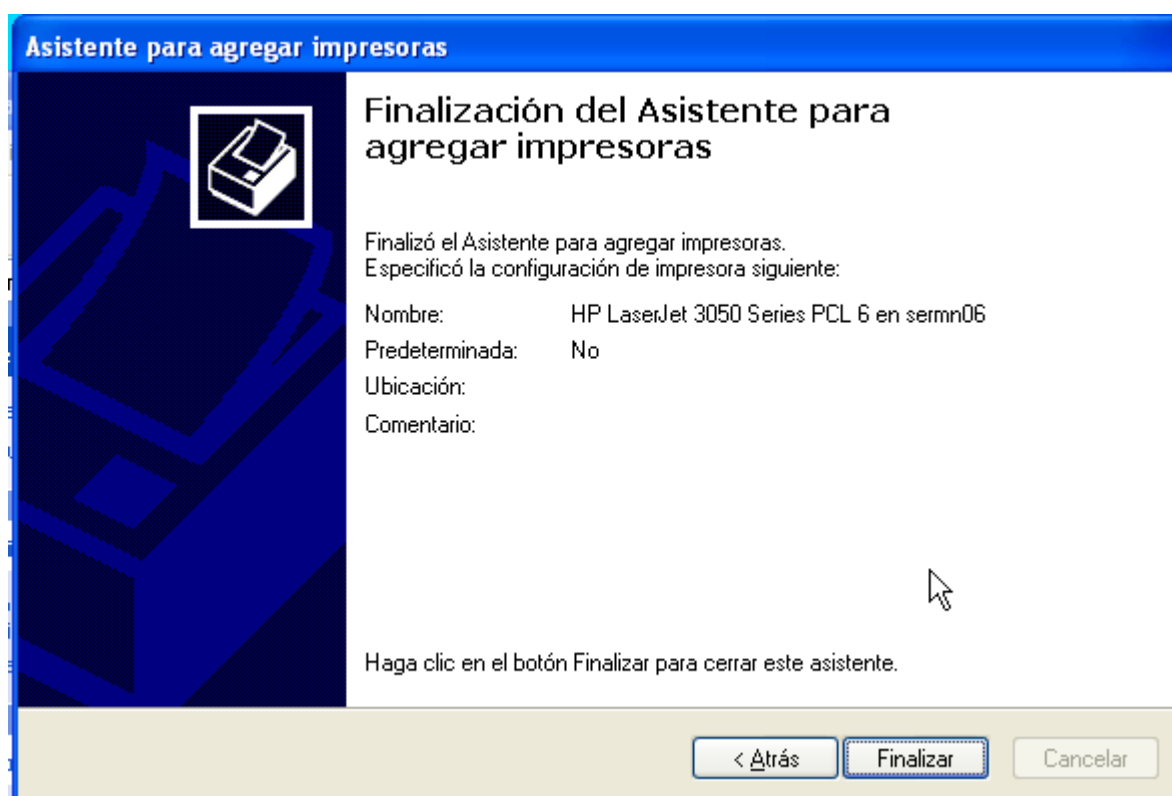 Asistente para agregar impresoras
Finalización del Asistente para
agregar impresoras
Finalizó el Asistente para agregar impresoras.
Especificó la configuración de impresora siguiente:
Nombre: HP LaserJet 3050 Series PCL 6 en sermn06
Predeterminada: No
Ubicación:
Comentario:
Haga clic en el botón Finalizar para cerrar este asistente.
< Atrás Finalizar Cancelar